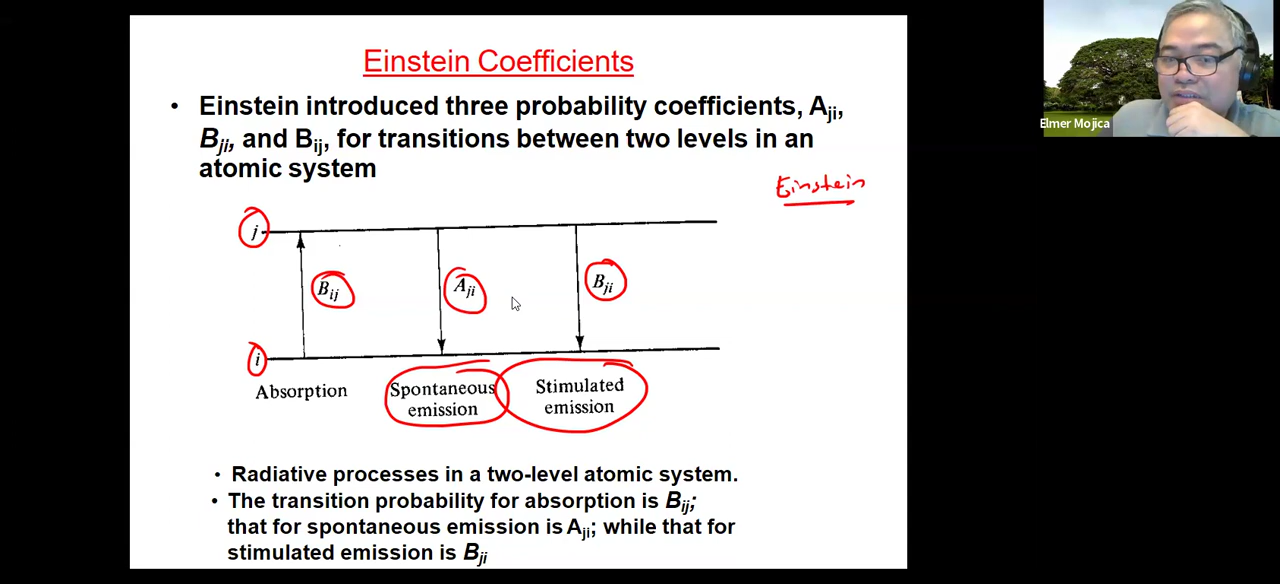 Einstein Coefficients
• Einstein introduced three probability coefficients, Aji,
Bji, and Bij, for transitions between two levels in an
atomic system
Einstein
j
Bij
Aji
Bji
i
Absorption
Spontaneous
emission
Stimulated
emission
• Radiative processes in a two-level atomic system.
• The transition probability for absorption is Bij;
that for spontaneous emission is Aji; while that for
stimulated emission is Bji
Elmer Mojica